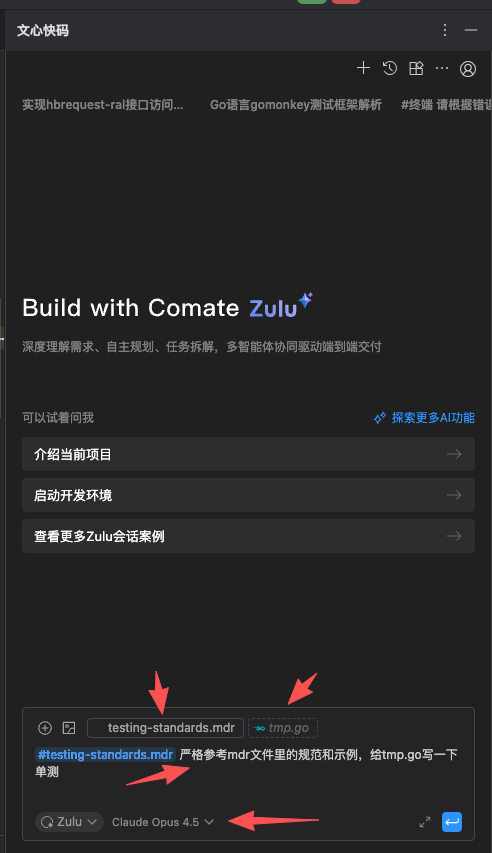 文心快码
实现hbrequest-ral接口访问... Go语言gomonkey测试框架解析 #终端 请根据错误
Build with Comate Zulu
深度理解需求、自主规划、任务拆解，多智能体协同驱动端到端交付
可以试着问我 探索更多AI功能
介绍当前项目
启动开发环境
查看更多Zulu会话案例
testing-standards.mdr tmp.go
#testing-standards.mdr 严格参考mdr文件里的规范和示例，给tmp.go写一下
单测
Zulu Claude Opus 4.5